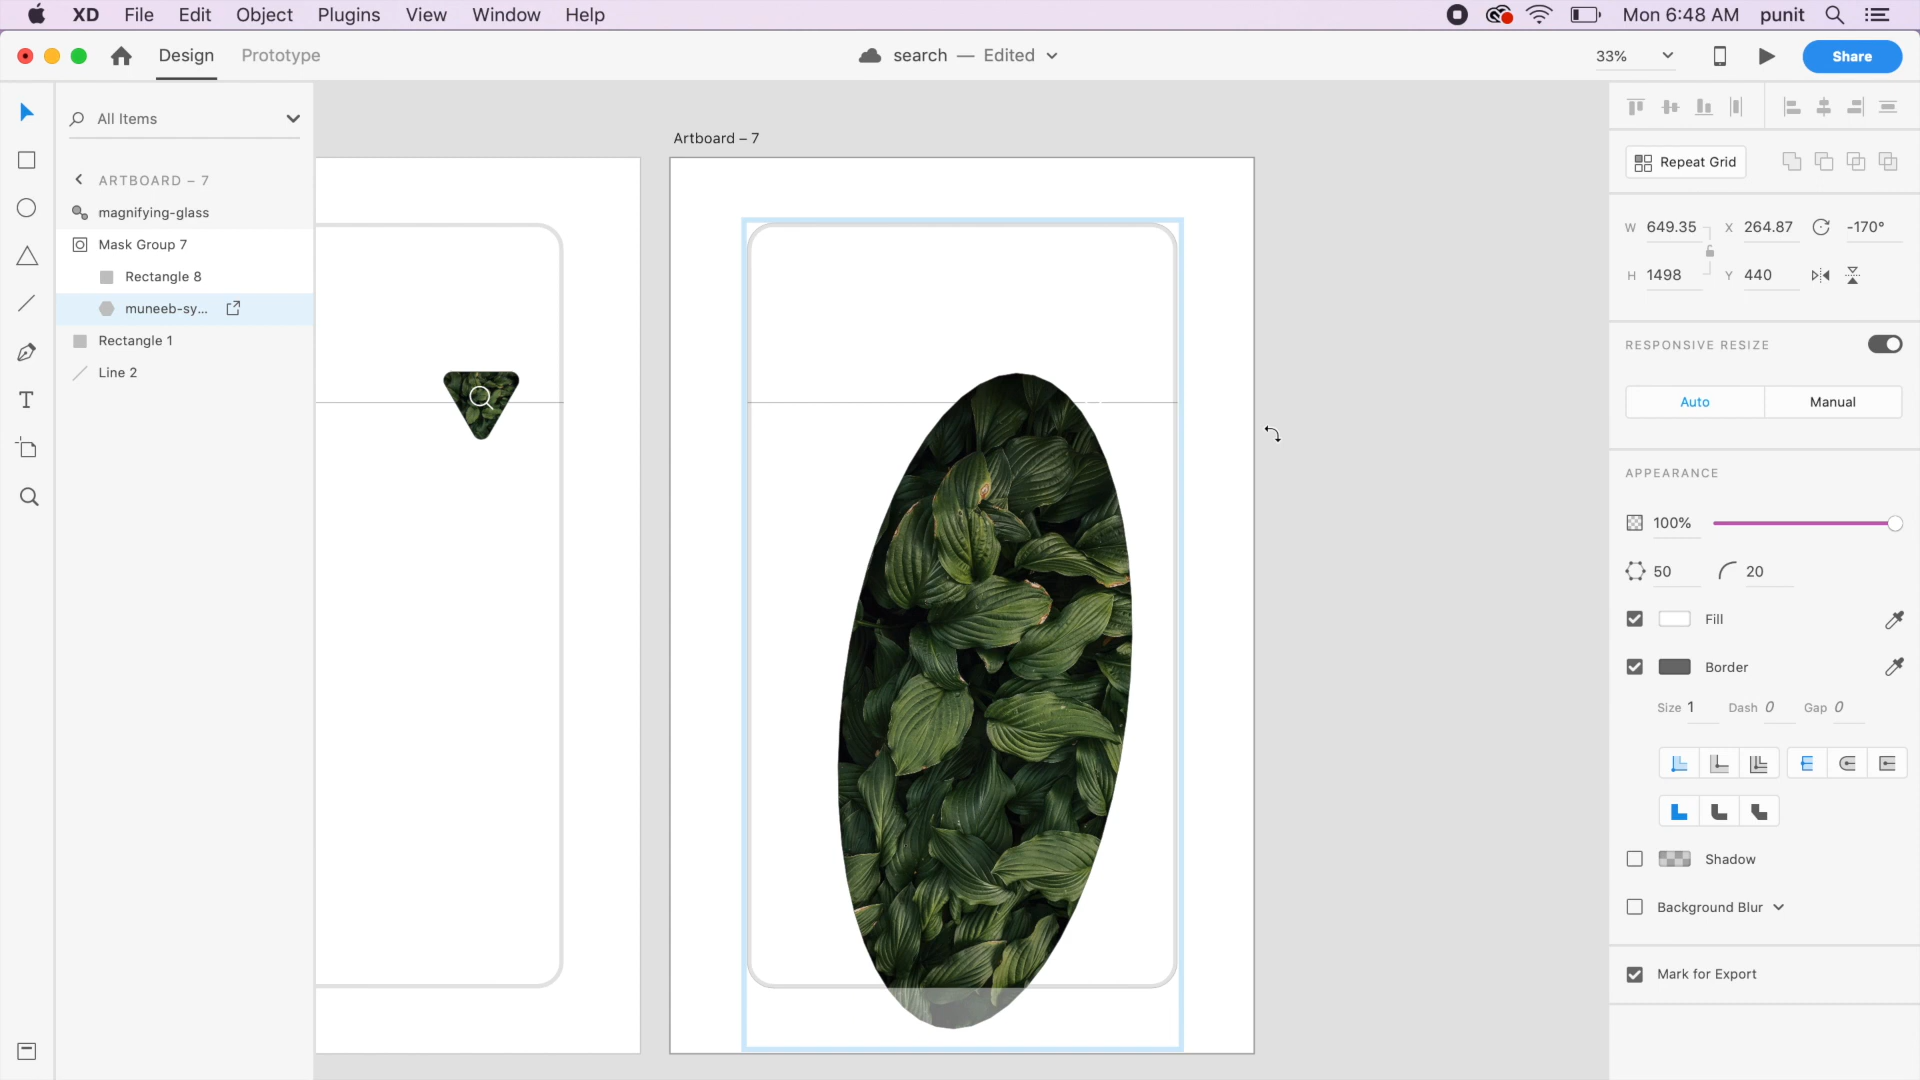 XD File Edit Object Plugins View Window Help Mon 6:48 AM punit
Design Prototype search — Edited 33% Share
All Items
ARTBOARD – 7
magnifying-glass
Mask Group 7
Rectangle 8
muneeb-sy...
Rectangle 1
Line 2
Artboard – 7
Repeat Grid
W 649.35 X 264.87 -170°
H 1498 Y 440
RESPONSIVE RESIZE
Auto Manual
APPEARANCE
100%
50 20
Fill
Border
Size 1 Dash 0 Gap 0
Shadow
Background Blur
Mark for Export